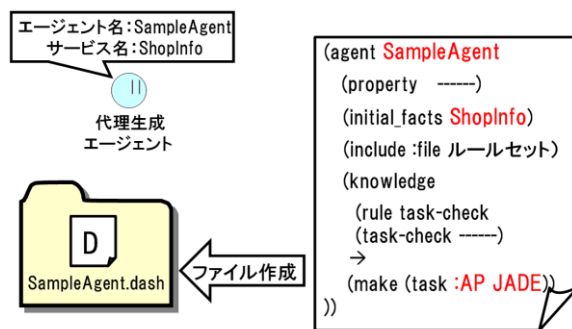 エージェント名:SampleAgent
サービス名:ShopInfo
代理生成
エージェント
D
SampleAgent.dash
ファイル作成
(agent SampleAgent
(property ------)
(initial_facts ShopInfo)
(include :file ルールセット)
(knowledge
(rule task-check
(task-check ------)
→
(make (task :AP JADE))
))